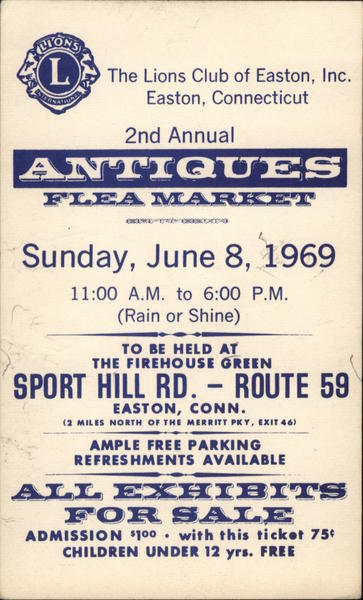 LIONS
L
INTERNATIONAL
The Lions Club of Easton, Inc.
Easton, Connecticut
2nd Annual
ANTIQUES
FLEA MARKET
Sunday, June 8, 1969
11:00 A.M. to 6:00 P.M.
(Rain or Shine)
TO BE HELD AT
THE FIREHOUSE GREEN
SPORT HILL RD. – ROUTE 59
EASTON, CONN.
(2 MILES NORTH OF THE MERRITT PKY, EXIT 46)
AMPLE FREE PARKING
REFRESHMENTS AVAILABLE
ALL EXHIBITS
FOR SALE
ADMISSION $1.00 · with this ticket 75¢
CHILDREN UNDER 12 yrs. FREE